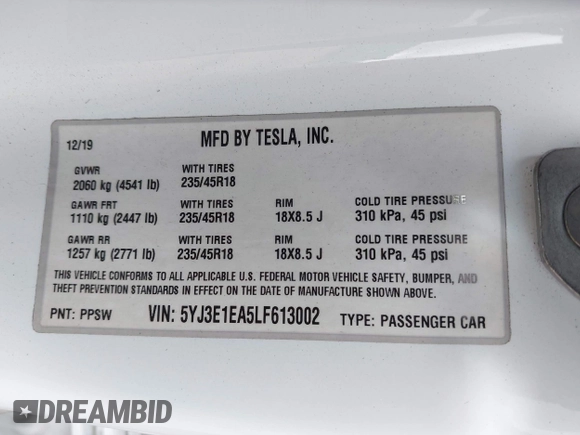 12/19 MFD BY TESLA, INC.
GVWR WITH TIRES
2060 kg (4541 lb) 235/45R18
GAWR FRT WITH TIRES RIM COLD TIRE PRESSURE
1110 kg (2447 lb) 235/45R18 18X8.5 J 310 kPa, 45 psi
GAWR RR WITH TIRES RIM COLD TIRE PRESSURE
1257 kg (2771 lb) 235/45R18 18X8.5 J 310 kPa, 45 psi
THIS VEHICLE CONFORMS TO ALL APPLICABLE U.S. FEDERAL MOTOR VEHICLE SAFETY, BUMPER, AND
THEFT PREVENTION STANDARDS IN EFFECT ON THE DATE OF MANUFACTURE SHOWN ABOVE.
PNT: PPSW VIN: 5YJ3E1EA5LF613002 TYPE: PASSENGER CAR
DREAMBID